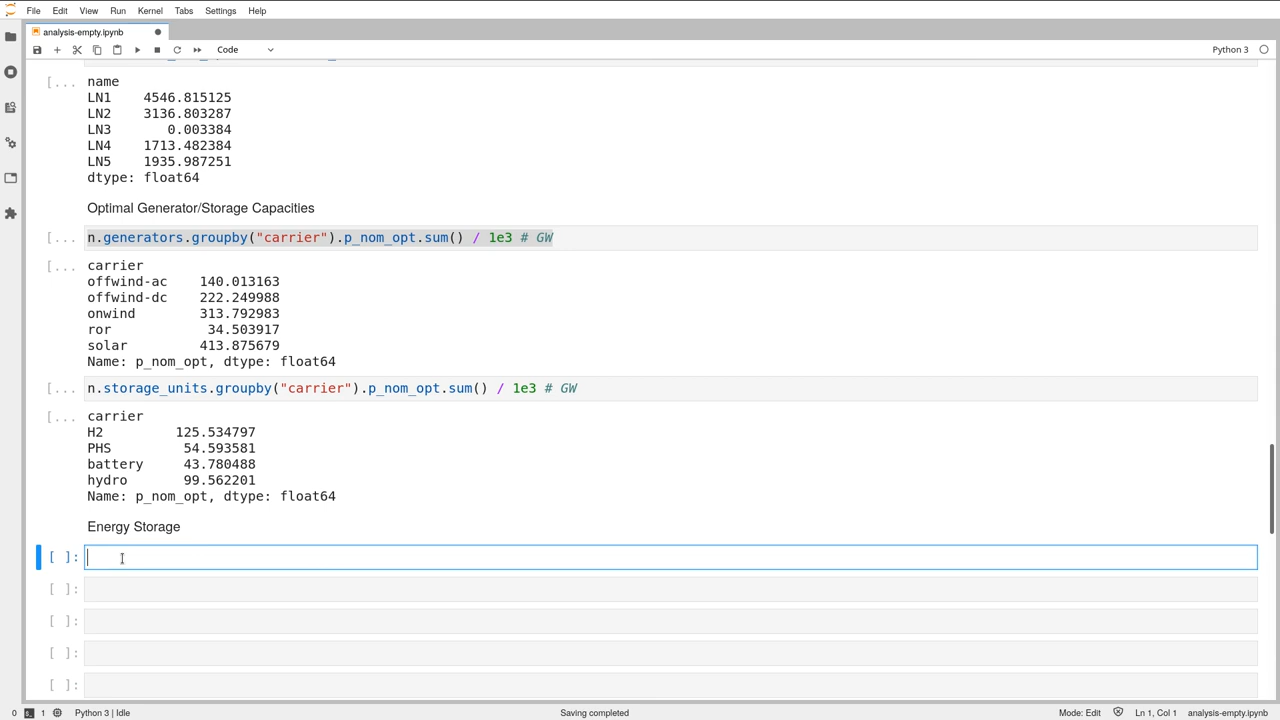 File Edit View Run Kernel Tabs Settings Help
analysis-empty.ipynb
Code
Python 3
[... name
LN1 4546.815125
LN2 3136.803287
LN3 0.003384
LN4 1713.482384
LN5 1935.987251
dtype: float64
Optimal Generator/Storage Capacities
[... n.generators.groupby("carrier").p_nom_opt.sum() / 1e3 # GW
[... carrier
offwind-ac 140.013163
offwind-dc 222.249988
onwind 313.792983
ror 34.503917
solar 413.875679
Name: p_nom_opt, dtype: float64
[... n.storage_units.groupby("carrier").p_nom_opt.sum() / 1e3 # GW
[... carrier
H2 125.534797
PHS 54.593581
battery 43.780488
hydro 99.562201
Name: p_nom_opt, dtype: float64
Energy Storage
[ ]:
[ ]:
[ ]:
[ ]:
[ ]:
0 1 Python 3 | Idle Saving completed Mode: Edit Ln 1, Col 1 analysis-empty.ipynb